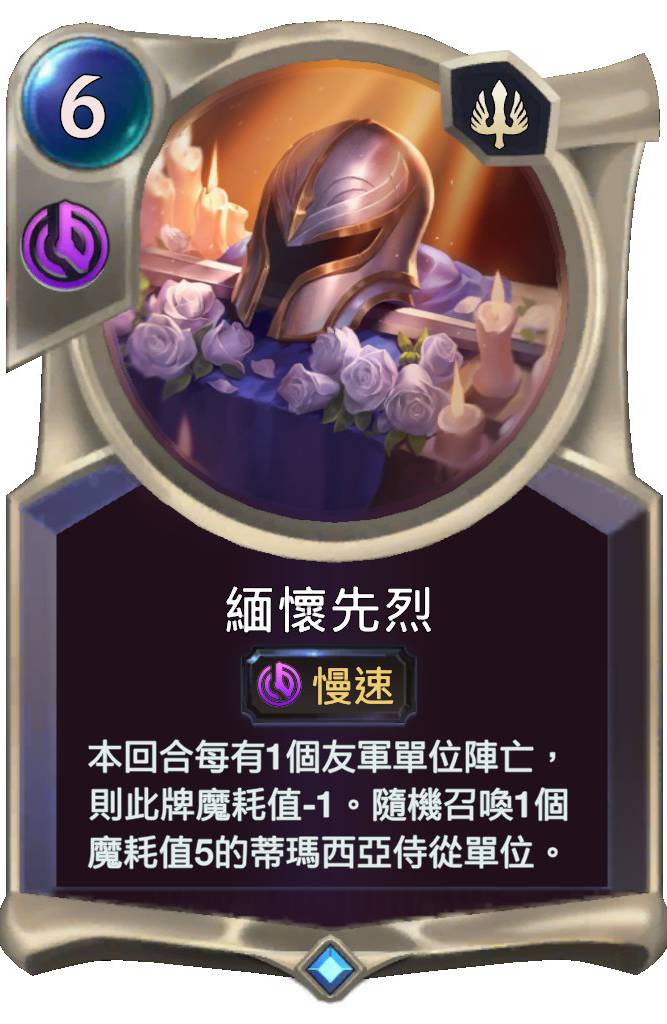 6
緬懷先烈
慢速
本回合每有1個友軍單位陣亡，
則此牌魔耗值-1。隨機召喚1個
魔耗值5的蒂瑪西亞侍從單位。